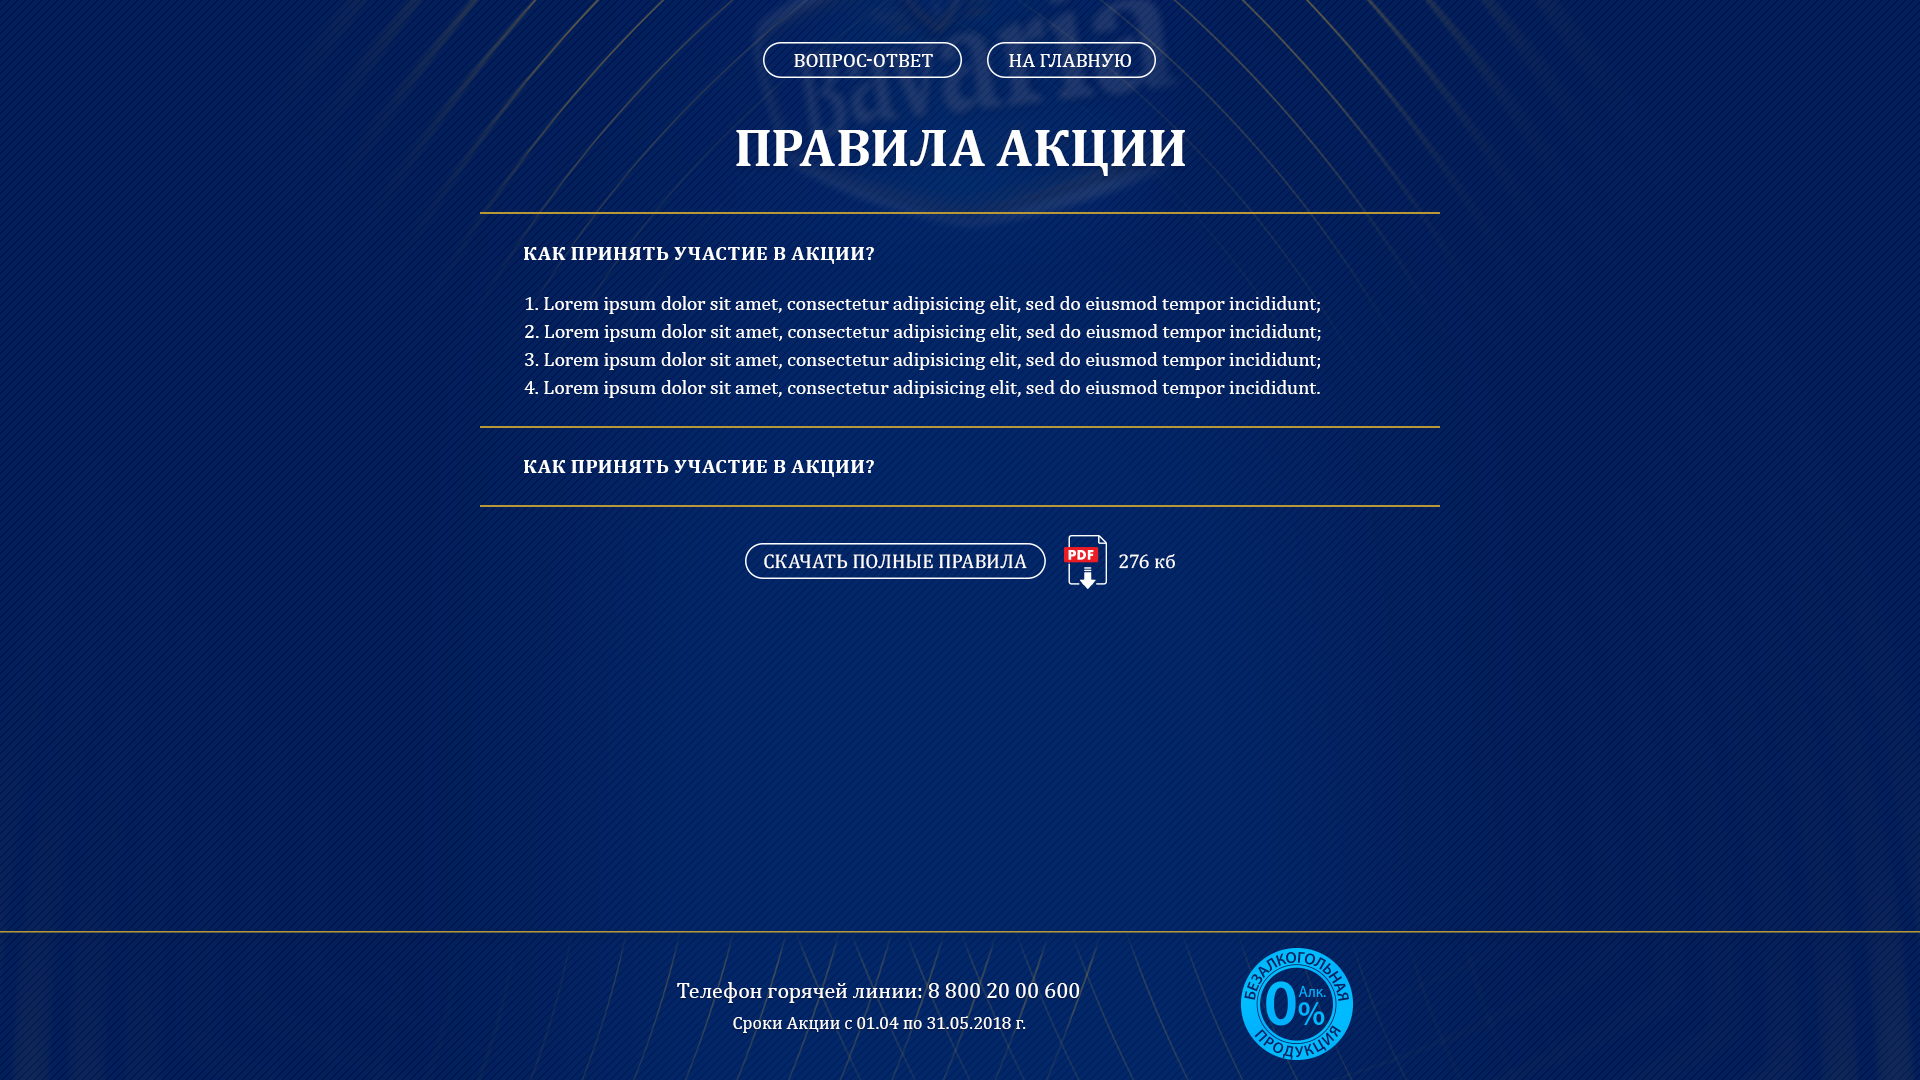 Bavaria
ВОПРОС-ОТВЕТ
НА ГЛАВНУЮ
ПРАВИЛА АКЦИИ
КАК ПРИНЯТЬ УЧАСТИЕ В АКЦИИ?
1. Lorem ipsum dolor sit amet, consectetur adipisicing elit, sed do eiusmod tempor incididunt;
2. Lorem ipsum dolor sit amet, consectetur adipisicing elit, sed do eiusmod tempor incididunt;
3. Lorem ipsum dolor sit amet, consectetur adipisicing elit, sed do eiusmod tempor incididunt;
4. Lorem ipsum dolor sit amet, consectetur adipisicing elit, sed do eiusmod tempor incididunt.
КАК ПРИНЯТЬ УЧАСТИЕ В АКЦИИ?
СКАЧАТЬ ПОЛНЫЕ ПРАВИЛА
PDF
276 кб
Телефон горячей линии: 8 800 20 00 600
Сроки Акции с 01.04 по 31.05.2018 г.
БЕЗАЛКОГОЛЬНАЯ
0% Алк.
ПРОДУКЦИЯ